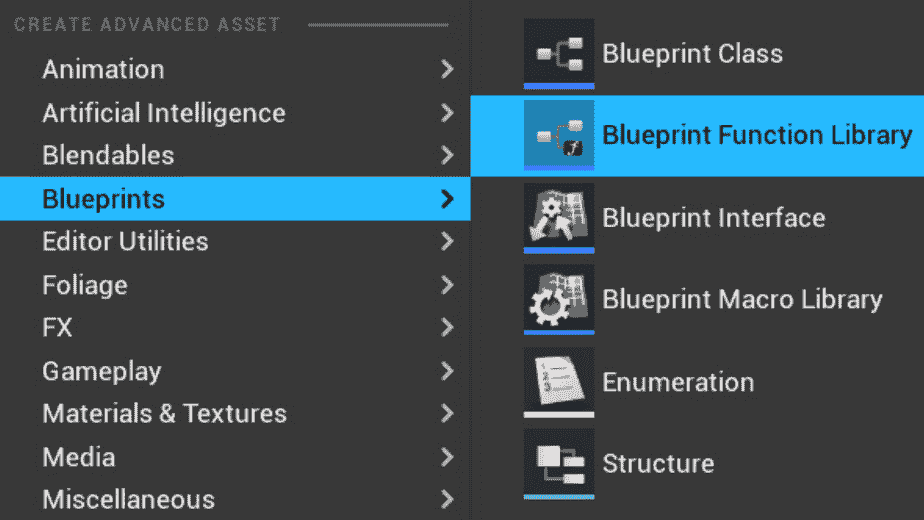 CREATE ADVANCED ASSET
Animation
Artificial Intelligence
Blendables
Blueprints
Editor Utilities
Foliage
FX
Gameplay
Materials & Textures
Media
Miscellaneous
Blueprint Class
Blueprint Function Library
Blueprint Interface
Blueprint Macro Library
Enumeration
Structure